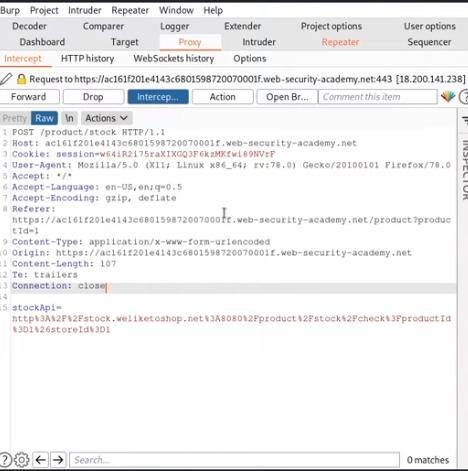 Burp Project Intruder Repeater Window Help
Decoder Comparer Logger Extender Project options User options
Dashboard Target Proxy Intruder Repeater Sequencer
Intercept HTTP history WebSockets history Options
Request to https://ac161f201e4143c6801598720070001f.web-security-academy.net:443 [18.200.141.238]
Forward Drop Intercep... Action Open Br... Comment this item
Pretty Raw \n Actions
1 POST /product/stock HTTP/1.1
2 Host: ac161f201e4143c6801598720070001f.web-security-academy.net
3 Cookie: session=w64iR2i75raXIXGQ3F6kzMKfwi89NVrF
4 User-Agent: Mozilla/5.0 (X11; Linux x86_64; rv:78.0) Gecko/20100101 Firefox/78.0
5 Accept: */*
6 Accept-Language: en-US,en;q=0.5
7 Accept-Encoding: gzip, deflate
8 Referer:
https://ac161f201e4143c6801598720070001f.web-security-academy.net/product?produc
tId=1
9 Content-Type: application/x-www-form-urlencoded
10 Origin: https://ac161f201e4143c6801598720070001f.web-security-academy.net
11 Content-Length: 107
12 Te: trailers
13 Connection: close
14
15 stockApi=
http%3A%2F%2Fstock.weliketoshop.net%3A8080%2Fproduct%2Fstock%2Fcheck%3FproductId
%3D1%26storeId%3D1
INSPECTOR
Search... 0 matches